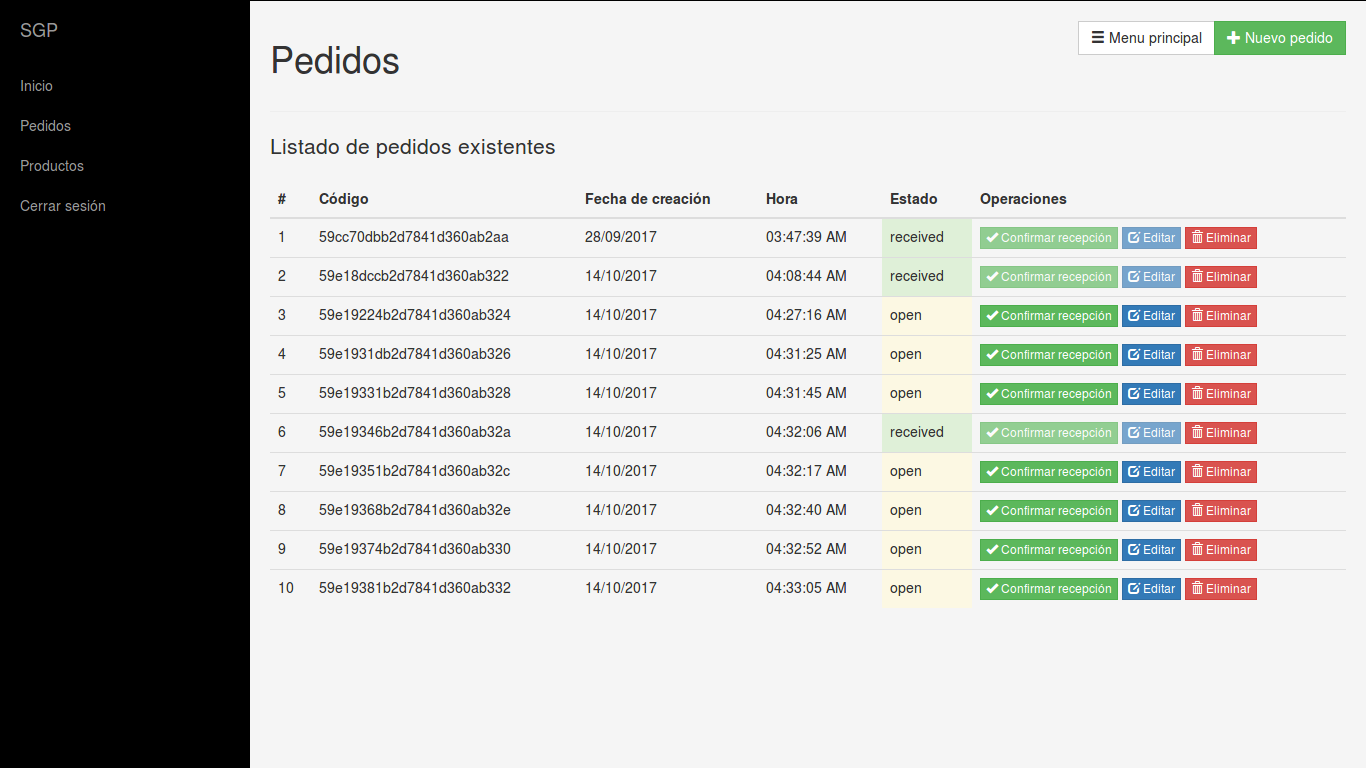 SGP
Inicio
Pedidos
Productos
Cerrar sesión
Menu principal Nuevo pedido
Pedidos
Listado de pedidos existentes
# Código Fecha de creación Hora Estado Operaciones
1 59cc70dbb2d7841d360ab2aa 28/09/2017 03:47:39 AM received Confirmar recepción Editar Eliminar
2 59e18dccb2d7841d360ab322 14/10/2017 04:08:44 AM received Confirmar recepción Editar Eliminar
3 59e19224b2d7841d360ab324 14/10/2017 04:27:16 AM open Confirmar recepción Editar Eliminar
4 59e1931db2d7841d360ab326 14/10/2017 04:31:25 AM open Confirmar recepción Editar Eliminar
5 59e19331b2d7841d360ab328 14/10/2017 04:31:45 AM open Confirmar recepción Editar Eliminar
6 59e19346b2d7841d360ab32a 14/10/2017 04:32:06 AM received Confirmar recepción Editar Eliminar
7 59e19351b2d7841d360ab32c 14/10/2017 04:32:17 AM open Confirmar recepción Editar Eliminar
8 59e19368b2d7841d360ab32e 14/10/2017 04:32:40 AM open Confirmar recepción Editar Eliminar
9 59e19374b2d7841d360ab330 14/10/2017 04:32:52 AM open Confirmar recepción Editar Eliminar
10 59e19381b2d7841d360ab332 14/10/2017 04:33:05 AM open Confirmar recepción Editar Eliminar